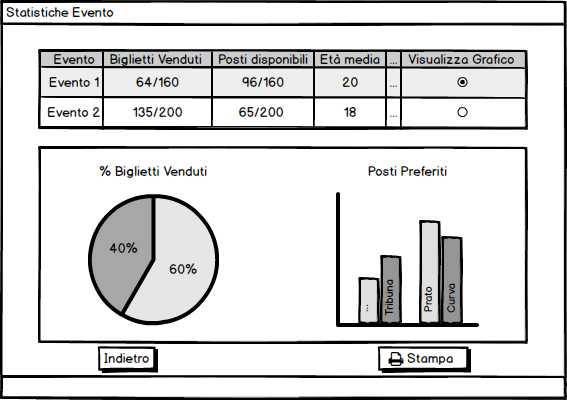 Statistiche Evento
Evento Biglietti Venduti Posti disponibili Età media ... Visualizza Grafico
Evento 1 64/160 96/160 20 ...
Evento 2 135/200 65/200 18 ...
% Biglietti Venduti Posti Preferiti
40%
60%
... Tribuna Prato Curva
Indietro Stampa